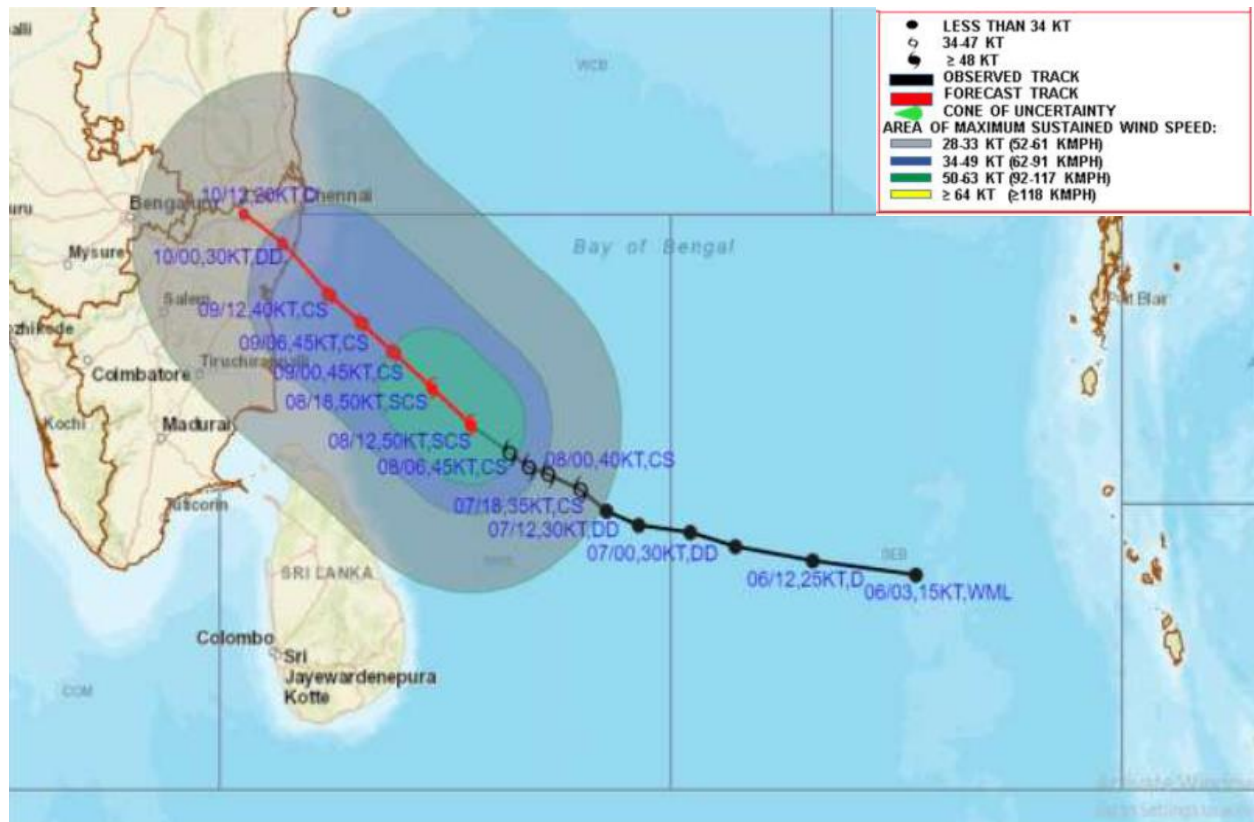 LESS THAN 34 KT
34-47 KT
≥ 48 KT
OBSERVED TRACK
FORECAST TRACK
CONE OF UNCERTAINTY
AREA OF MAXIMUM SUSTAINED WIND SPEED:
28-33 KT (52-61 KMPH)
34-49 KT (62-91 KMPH)
50-63 KT (92-117 KMPH)
≥ 64 KT (≥118 KMPH)
WCB
10/12,20KT,D
Chennai
Bay of Bengal
Mysure
10/00,30KT,DD
Salem
09/12,40KT,CS
09/06,45KT,CS
Tiruchirappalli
Coimbatore
09/00,45KT,CS
08/18,50KT,SCS
Kochi
Madurai
08/12,50KT,SCS
08/06,45KT,CS
08/00,40KT,CS
07/18,35KT,CS
07/12,30KT,DD
07/00,30KT,DD
06/12,25KT,D
06/03,15KT,WML
SRI LANKA
Colombo
Sri
Jayewardenepura
Kotte
COM